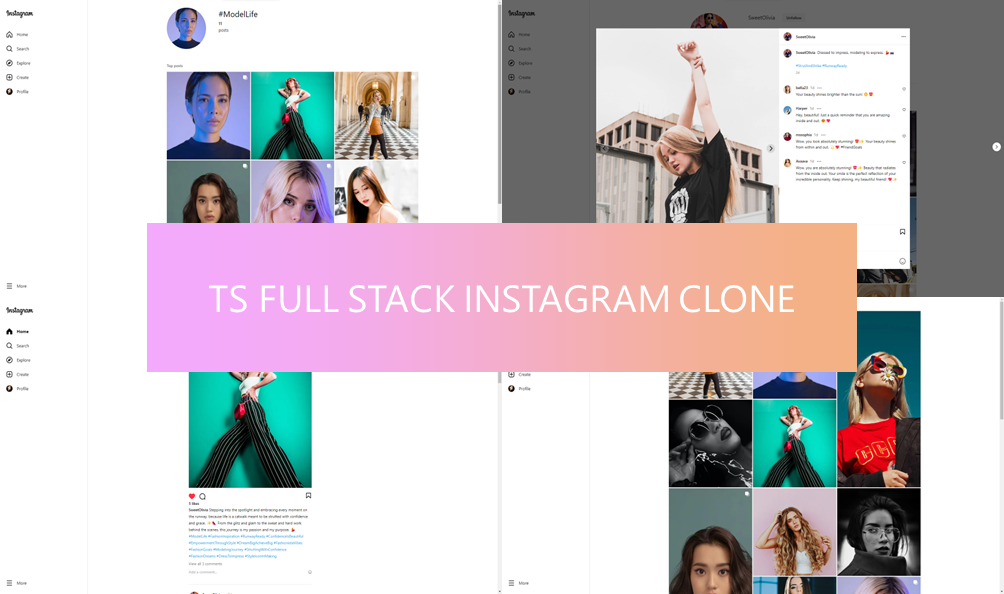 Instagram
Home
Search
Explore
Create
Profile
More
#ModelLife
11
posts
Top posts
Instagram
Home
Search
Explore
Create
Profile
SweetOlivia
SweetOlivia
SweetOlivia Dressed to impress, modeling to express.
Your beauty shines brighter than the sun!
Harper
Hey, beautiful! Just a quick reminder that you are amazing
inside and out.
Wow, you look absolutely stunning! Your beauty shines
from within and out. #FriendGoals
Wow, you are absolutely stunning! Beauty that radiates
from the inside out. Your smile is the perfect reflection of your
incredible personality. Keep shining, my beautiful friend!
TS FULL STACK INSTAGRAM CLONE
Instagram
Home
Search
Explore
Create
Profile
More
5 likes
SweetOlivia Stepping into the spotlight and embracing every moment on
the runway, because life is a catwalk meant to be strutted with confidence
and grace. From the glitz and glam to the sweat and hard work
behind the scenes, this journey is my passion and my purpose.
#ModelLife #FashionInspiration #RunwayReady #ConfidenceIsBeautiful
#EmpowermentThroughStyle #DreamBigAchieveBig #FashionistaVibes
#FashionGoals #ModelingJourney #StruttingWithConfidence
#FashionDreams #GlamourInMaking
View all 2 comments
Add a comment...
Create
Profile
More